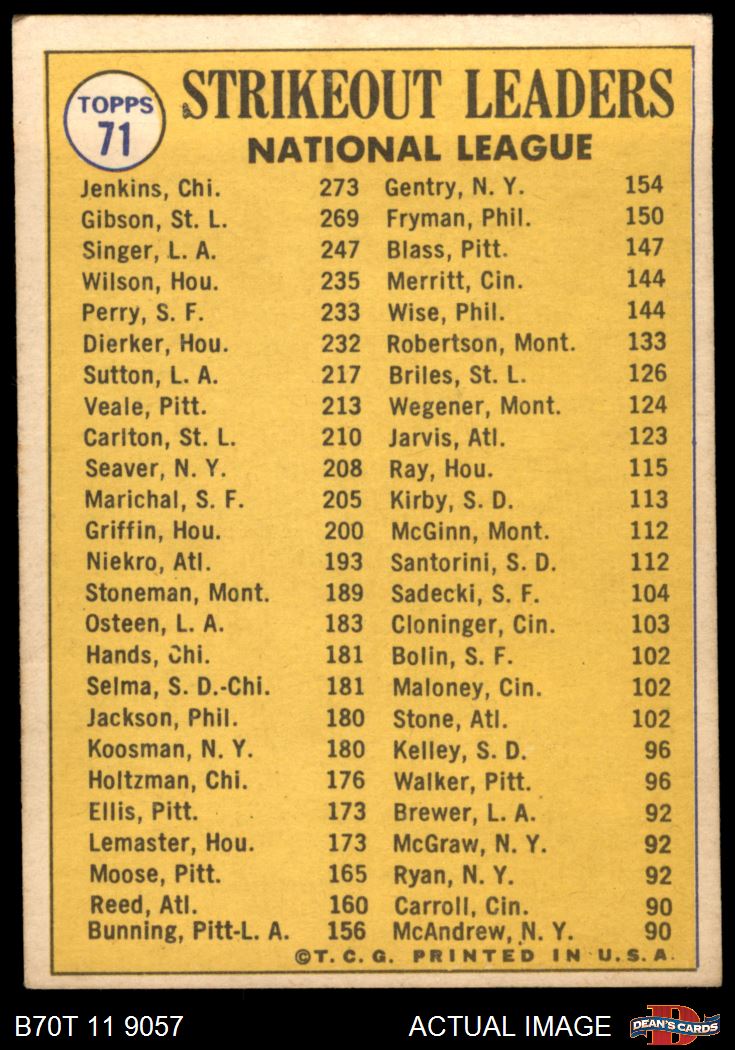 TOPPS
71
STRIKEOUT LEADERS
NATIONAL LEAGUE
Jenkins, Chi. 273
Gibson, St. L. 269
Singer, L. A. 247
Wilson, Hou. 235
Perry, S. F. 233
Dierker, Hou. 232
Sutton, L. A. 217
Veale, Pitt. 213
Carlton, St. L. 210
Seaver, N. Y. 208
Marichal, S. F. 205
Griffin, Hou. 200
Niekro, Atl. 193
Stoneman, Mont. 189
Osteen, L. A. 183
Hands, Chi. 181
Selma, S. D.-Chi. 181
Jackson, Phil. 180
Koosman, N. Y. 180
Holtzman, Chi. 176
Ellis, Pitt. 173
Lemaster, Hou. 173
Moose, Pitt. 165
Reed, Atl. 160
Bunning, Pitt-L. A. 156
Gentry, N. Y. 154
Fryman, Phil. 150
Blass, Pitt. 147
Merritt, Cin. 144
Wise, Phil. 144
Robertson, Mont. 133
Briles, St. L. 126
Wegener, Mont. 124
Jarvis, Atl. 123
Ray, Hou. 115
Kirby, S. D. 113
McGinn, Mont. 112
Santorini, S. D. 112
Sadecki, S. F. 104
Cloninger, Cin. 103
Bolin, S. F. 102
Maloney, Cin. 102
Stone, Atl. 102
Kelley, S. D. 96
Walker, Pitt. 96
Brewer, L. A. 92
McGraw, N. Y. 92
Ryan, N. Y. 92
Carroll, Cin. 90
McAndrew, N. Y. 90
©T. C. G. PRINTED IN U. S. A.
B70T 11 9057
ACTUAL IMAGE
D
DEAN'S CARDS